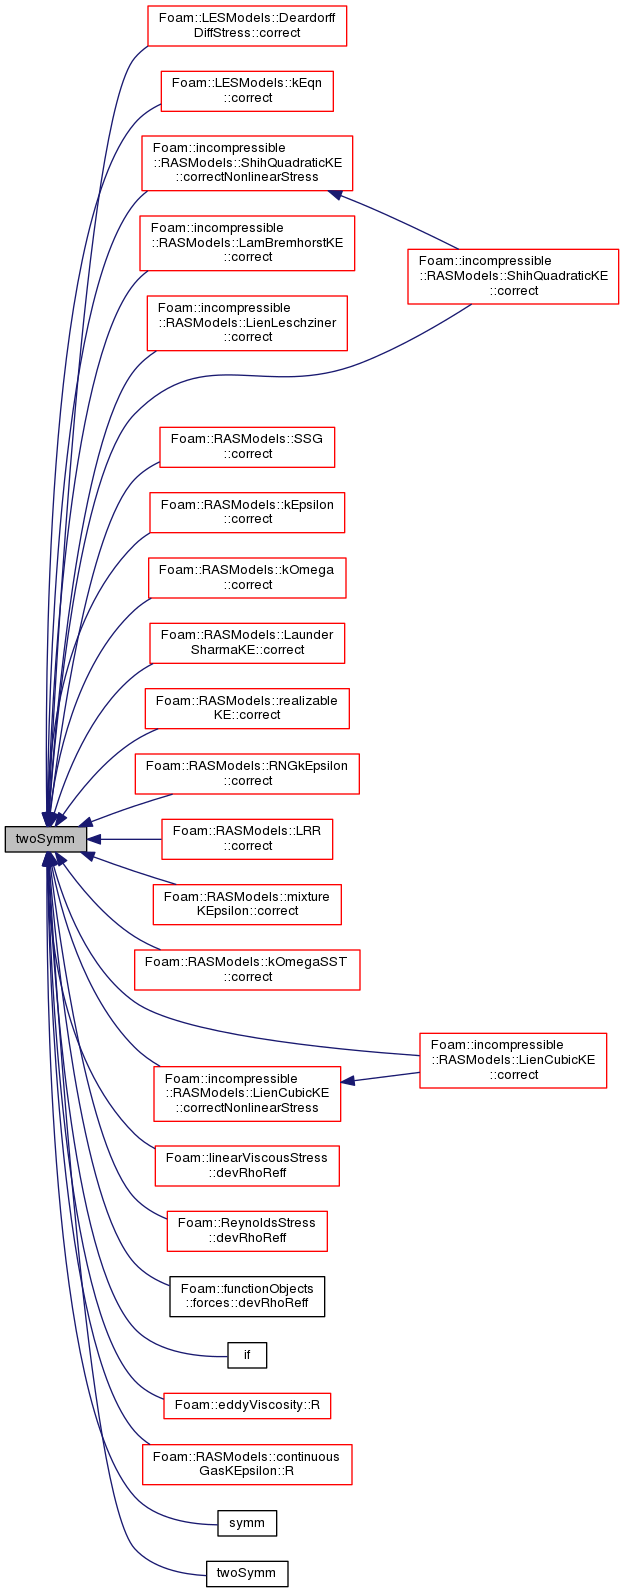 Foam::LESModels::Deardorff
DiffStress::correct
Foam::LESModels::kEqn
::correct
Foam::incompressible
::RASModels::ShihQuadraticKE
::correctNonlinearStress
Foam::incompressible
::RASModels::LamBremhorstKE
::correct
Foam::incompressible
::RASModels::ShihQuadraticKE
::correct
Foam::incompressible
::RASModels::LienLeschziner
::correct
Foam::RASModels::SSG
::correct
Foam::RASModels::kEpsilon
::correct
Foam::RASModels::kOmega
::correct
Foam::RASModels::Launder
SharmaKE::correct
Foam::RASModels::realizable
KE::correct
Foam::RASModels::RNGkEpsilon
::correct
twoSymm
Foam::RASModels::LRR
::correct
Foam::RASModels::mixture
KEpsilon::correct
Foam::RASModels::kOmegaSST
::correct
Foam::incompressible
::RASModels::LienCubicKE
::correct
Foam::incompressible
::RASModels::LienCubicKE
::correctNonlinearStress
Foam::linearViscousStress
::devRhoReff
Foam::ReynoldsStress
::devRhoReff
Foam::functionObjects
::forces::devRhoReff
if
Foam::eddyViscosity::R
Foam::RASModels::continuous
GasKEpsilon::R
symm
twoSymm